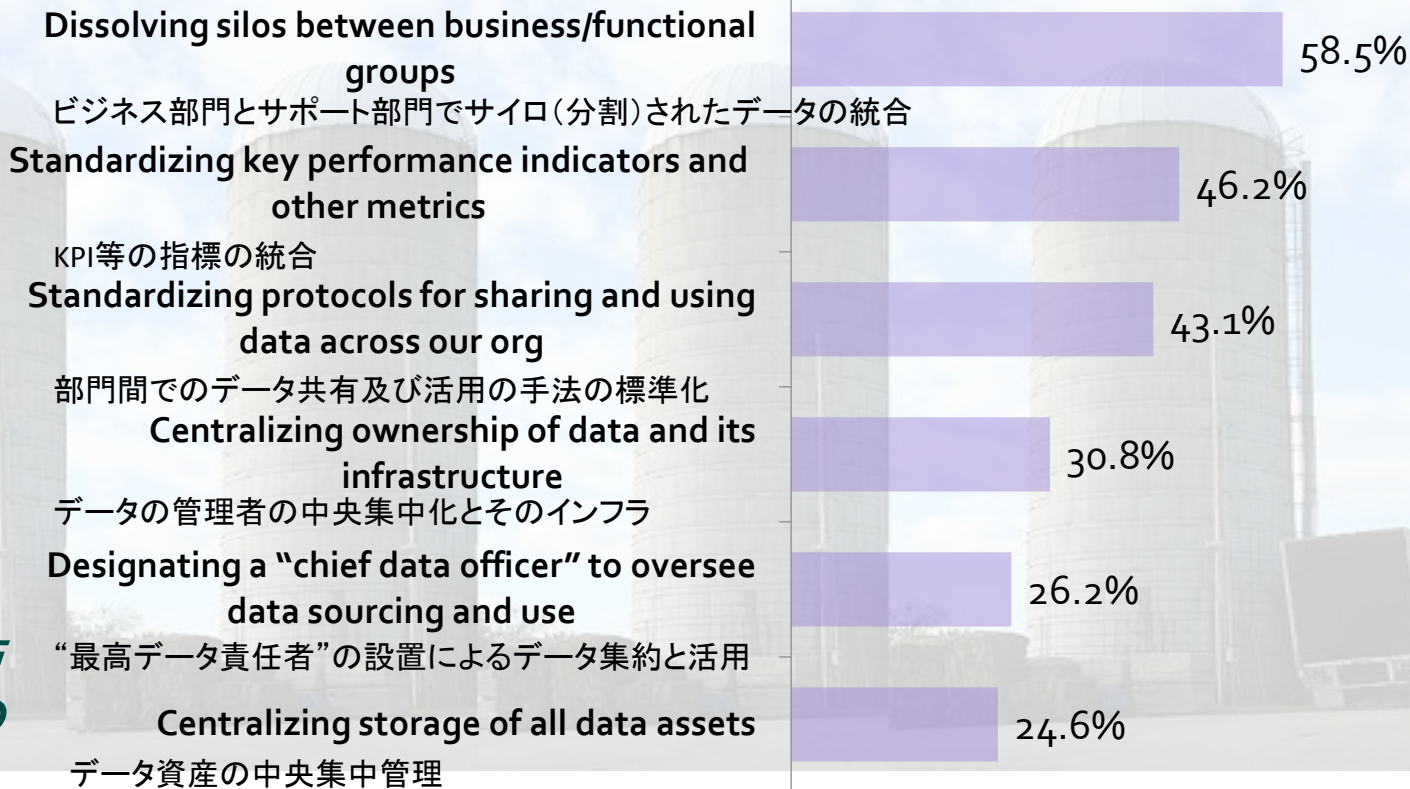 Dissolving silos between business/functional
groups
58.5%
ビジネス部門とサポート部門でサイロ（分割）されたデータの統合
Standardizing key performance indicators and
other metrics
46.2%
KPI等の指標の統合
Standardizing protocols for sharing and using
data across our org
43.1%
部門間でのデータ共有及び活用の手法の標準化
Centralizing ownership of data and its
infrastructure
30.8%
データの管理者の中央集中化とそのインフラ
Designating a “chief data officer” to oversee
data sourcing and use
26.2%
“最高データ責任者”の設置によるデータ集約と活用
Centralizing storage of all data assets
24.6%
データ資産の中央集中管理